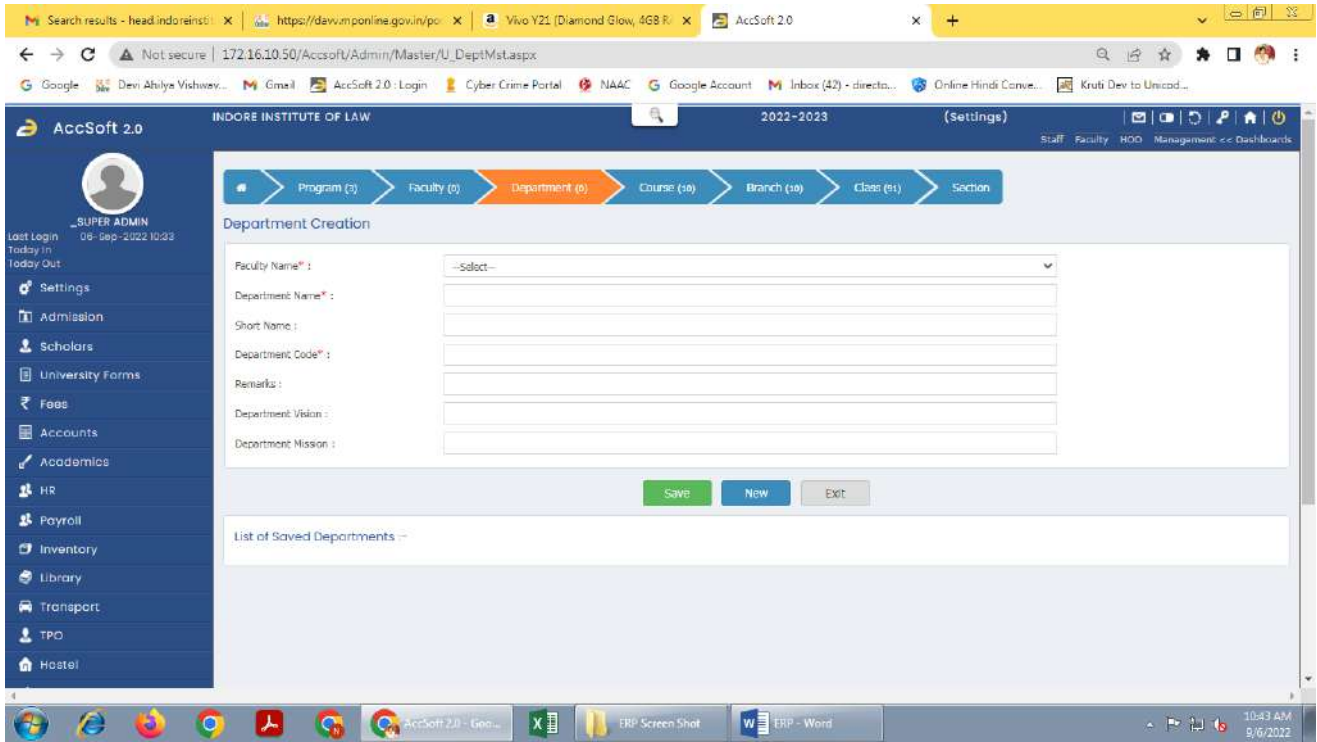 Search results - head.indoreinstit
https://davv.mponline.gov.in/por
Vivo Y21 (Diamond Glow, 4GB RA
AccSoft 2.0
Not secure | 172.16.10.50/Accsoft/Admin/Master/U_DeptMst.aspx
Google
Devi Ahilya Vishwav...
Gmail
AccSoft 2.0 : Login
Cyber Crime Portal
NAAC
Google Account
Inbox (42) - directo...
Online Hindi Conve...
Kruti Dev to Unicod...
AccSoft 2.0
INDORE INSTITUTE OF LAW
2022-2023
(Settings)
Staff Faculty HOD Management << Dashboards
_SUPER ADMIN
Last Login 06-Sep-2022 10:33
Today In
Today Out
Settings
Admission
Scholars
University Forms
₹ Fees
Accounts
Academics
HR
Payroll
Inventory
Library
Transport
TPO
Hostel
Program (3)
Faculty (0)
Department (0)
Course (10)
Branch (10)
Class (91)
Section
Department Creation
Faculty Name* :
--Select--
Department Name* :
Short Name :
Department Code* :
Remarks :
Department Vision :
Department Mission :
Save
New
Exit
List of Saved Departments :-
AccSoft 2.0 - Goo...
ERP Screen Shot
ERP - Word
10:43 AM
9/6/2022